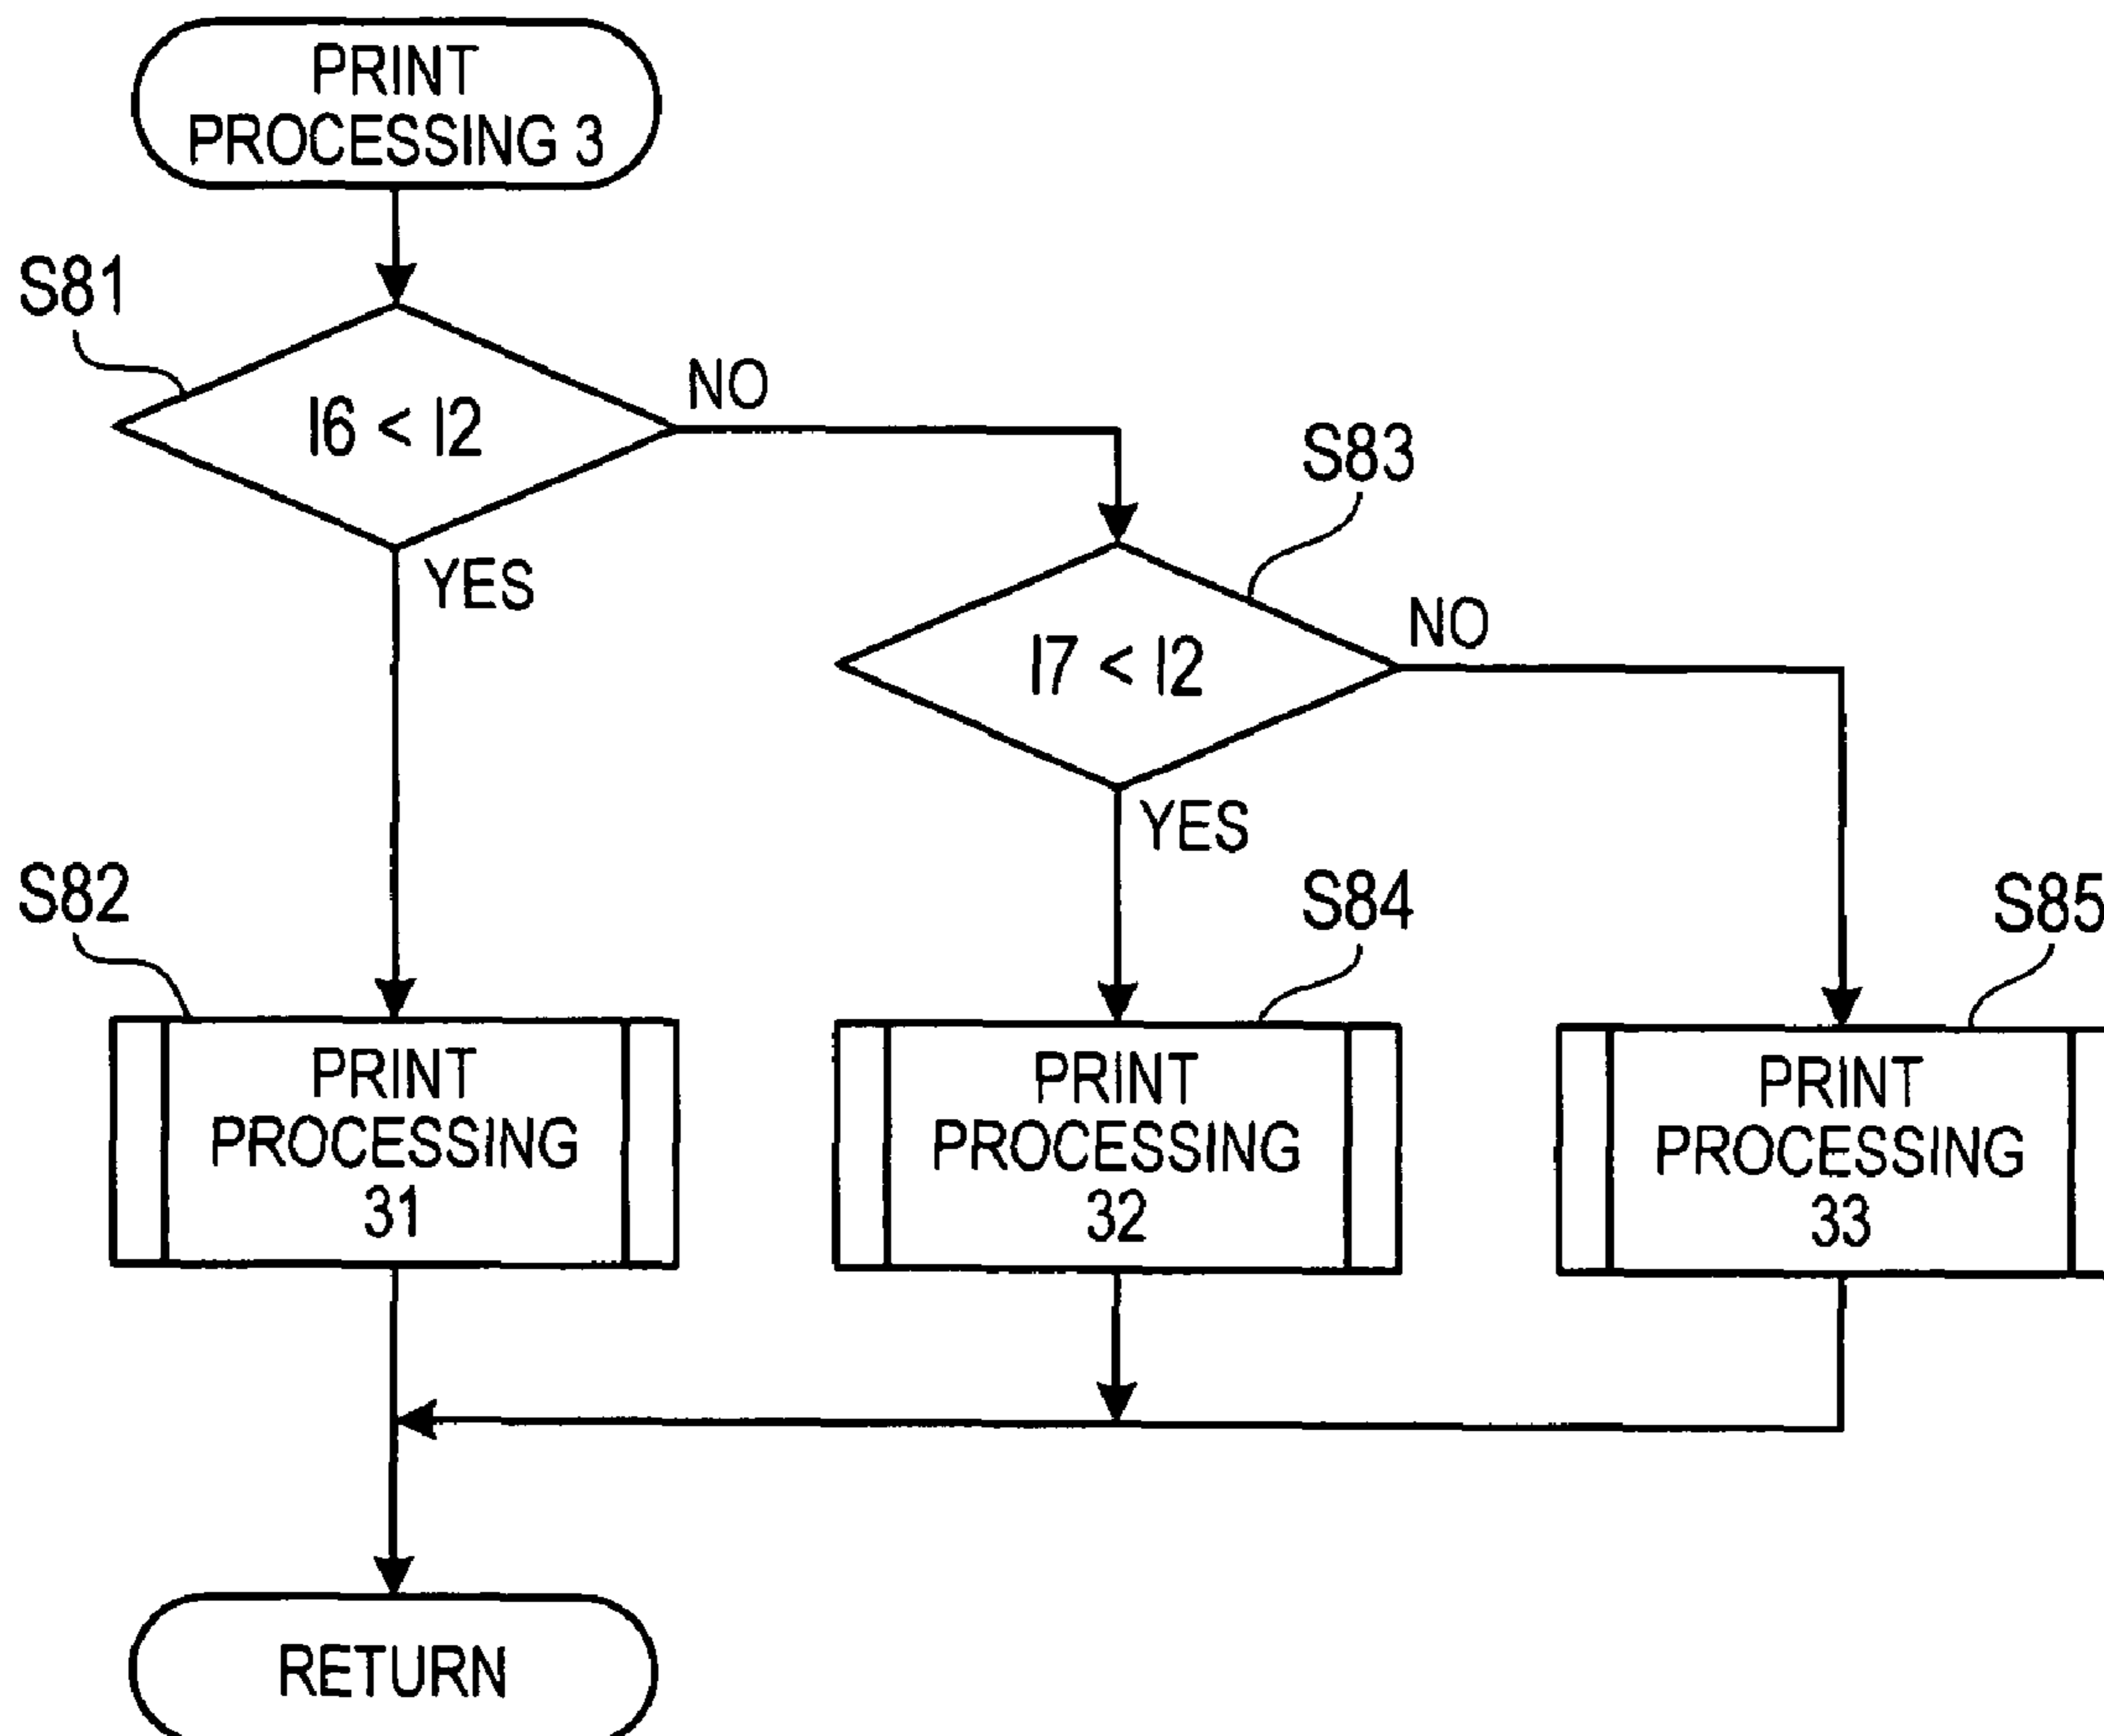 PRINT
PROCESSING 3
S81
I6 < I2
NO
YES
S83
I7 < I2
NO
YES
S82
PRINT
PROCESSING
31
S84
PRINT
PROCESSING
32
S85
PRINT
PROCESSING
33
RETURN